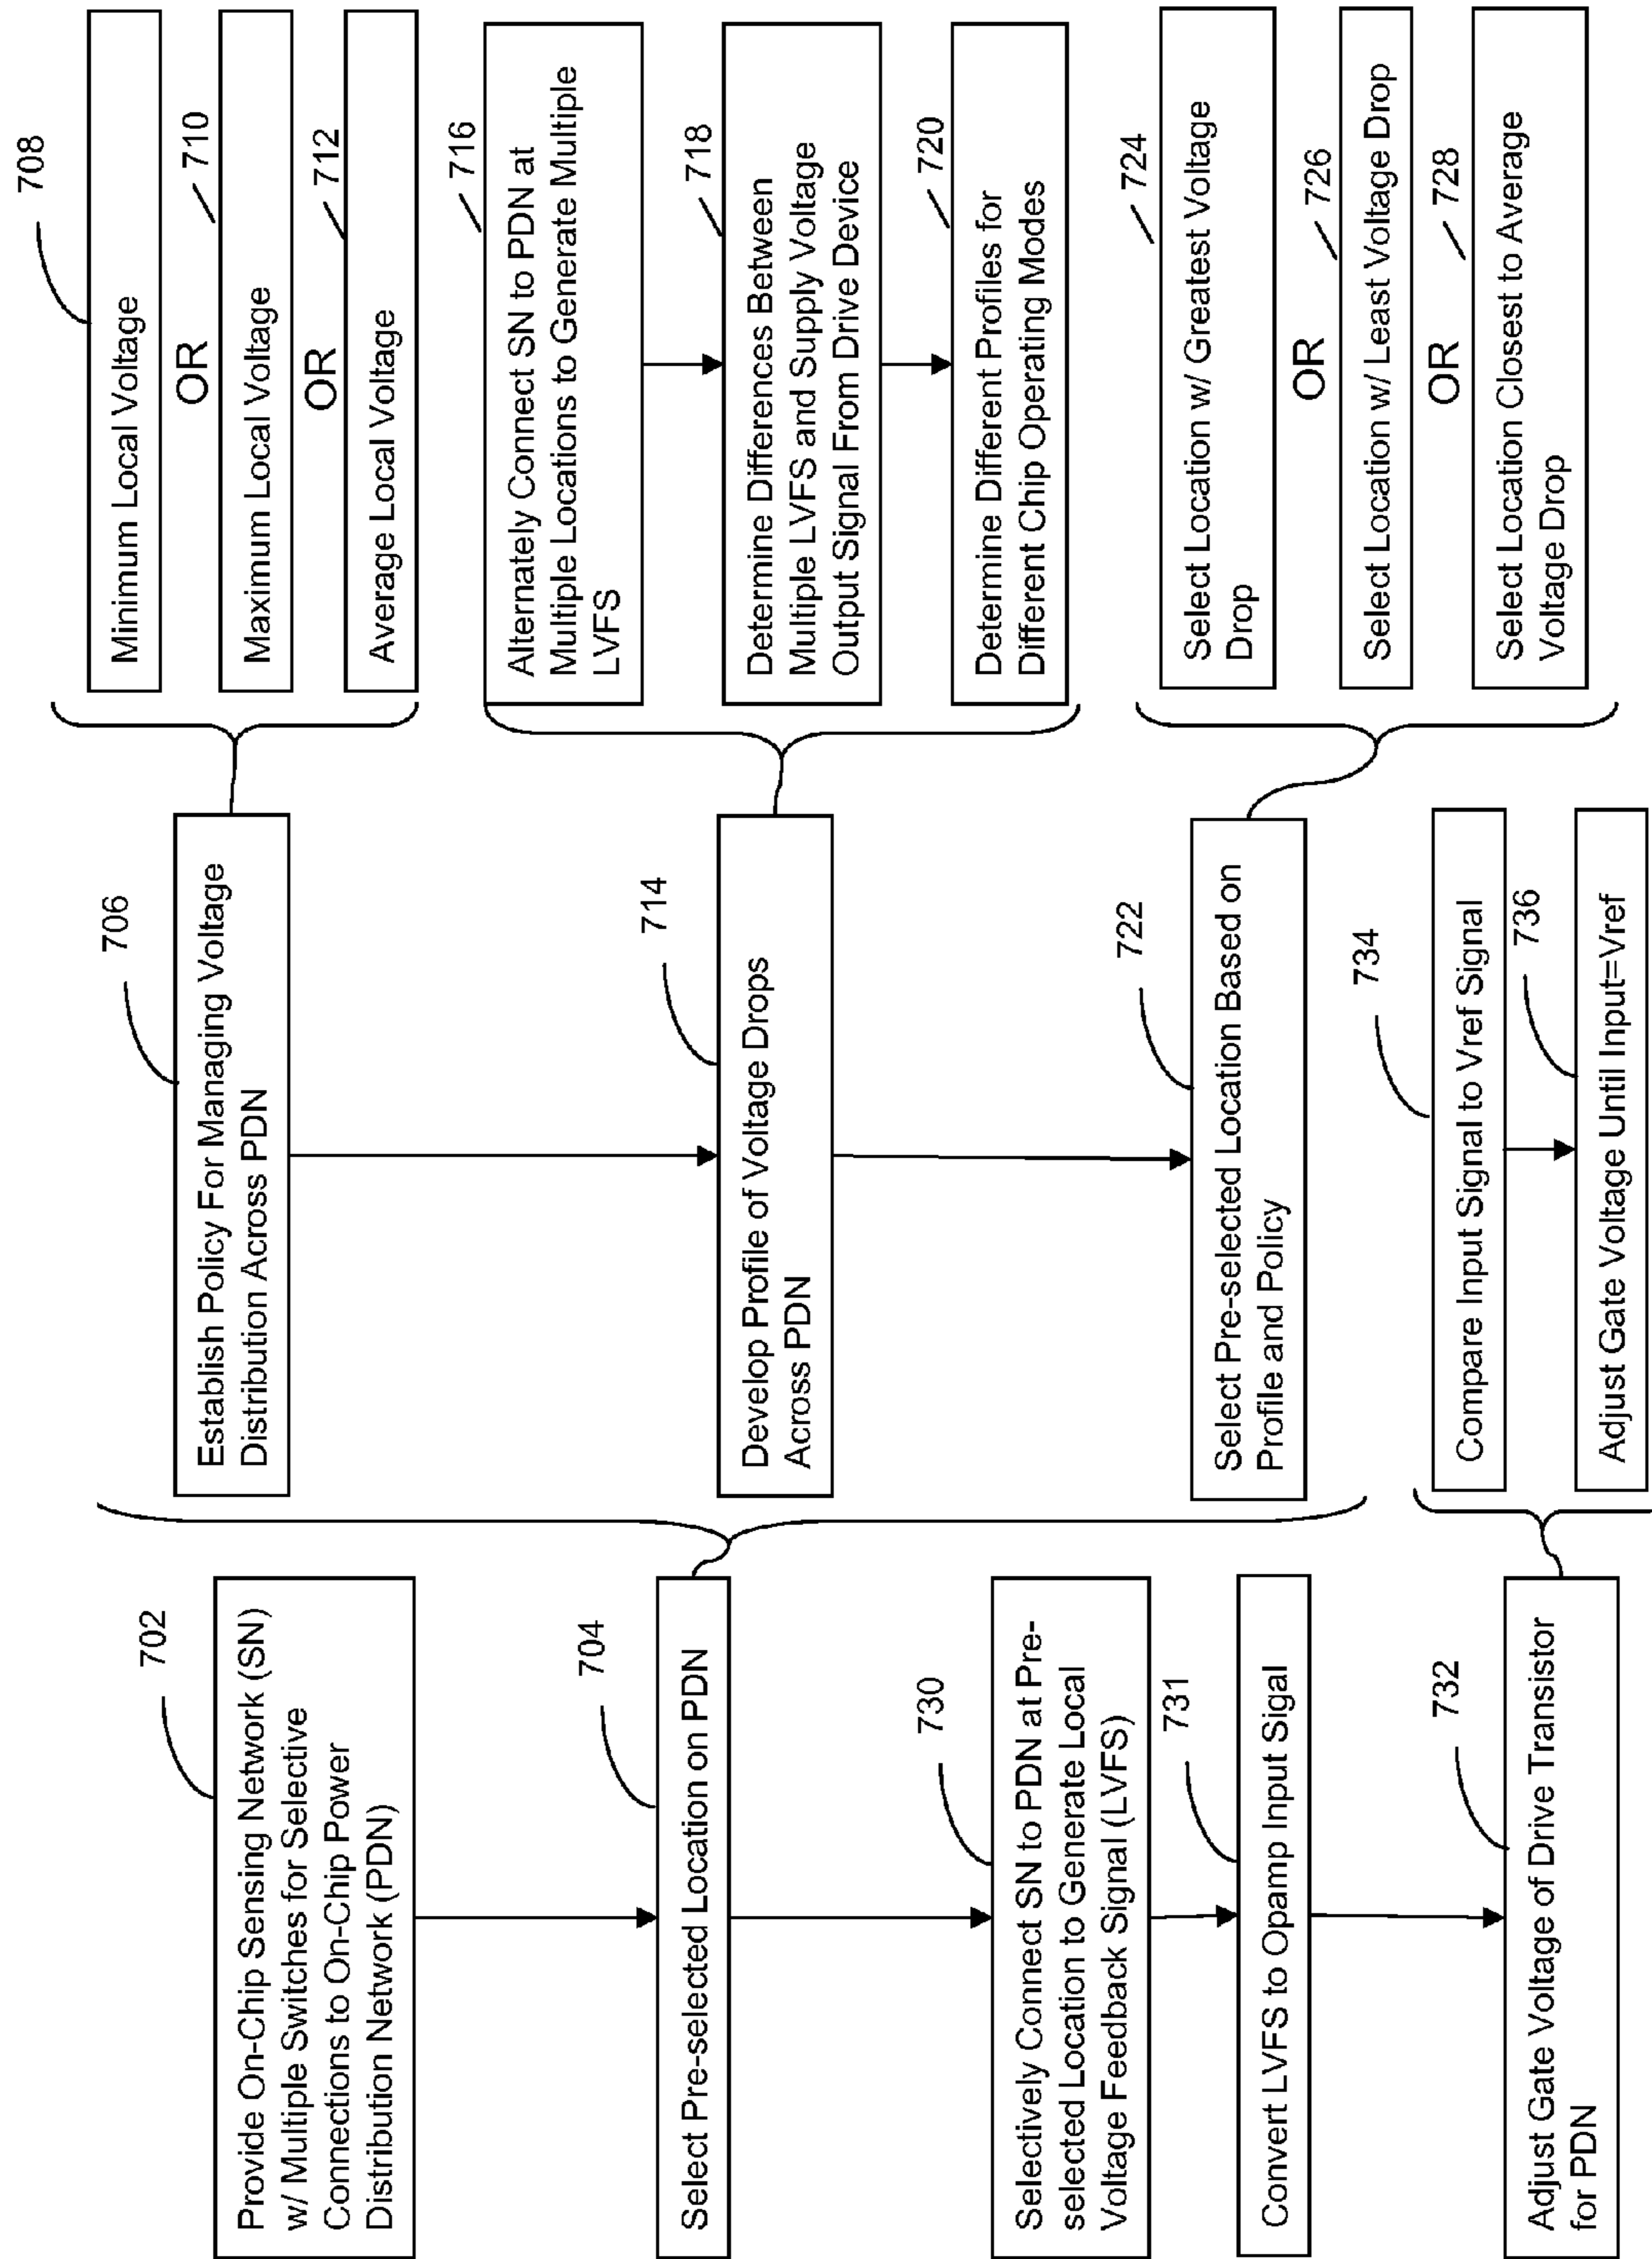 702
Provide On-Chip Sensing Network (SN)
w/ Multiple Switches for Selective
Connections to On-Chip Power
Distribution Network (PDN)
704
Select Pre-selected Location on PDN
730
Selectively Connect SN to PDN at Pre-
selected Location to Generate Local
Voltage Feedback Signal (LVFS)
731
Convert LVFS to Opamp Input Sigal
732
Adjust Gate Voltage of Drive Transistor
for PDN
706
Establish Policy For Managing Voltage
Distribution Across PDN
714
Develop Profile of Voltage Drops
Across PDN
722
Select Pre-selected Location Based on
Profile and Policy
734
Compare Input Signal to Vref Signal
736
Adjust Gate Voltage Until Input=Vref
708
Minimum Local Voltage
OR
710
Maximum Local Voltage
OR
712
Average Local Voltage
716
Alternately Connect SN to PDN at
Multiple Locations to Generate Multiple
LVFS
718
Determine Differences Between
Multiple LVFS and Supply Voltage
Output Signal From Drive Device
720
Determine Different Profiles for
Different Chip Operating Modes
724
Select Location w/ Greatest Voltage
Drop
OR
726
Select Location w/ Least Voltage Drop
OR
728
Select Location Closest to Average
Voltage Drop